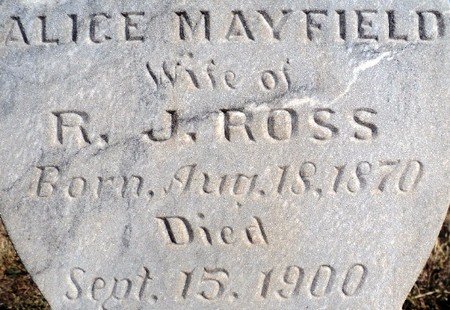 ALICE MAYFIELD
Wife of
R. J. ROSS
Born, Aug. 18, 1870
Died
Sept. 15, 1900